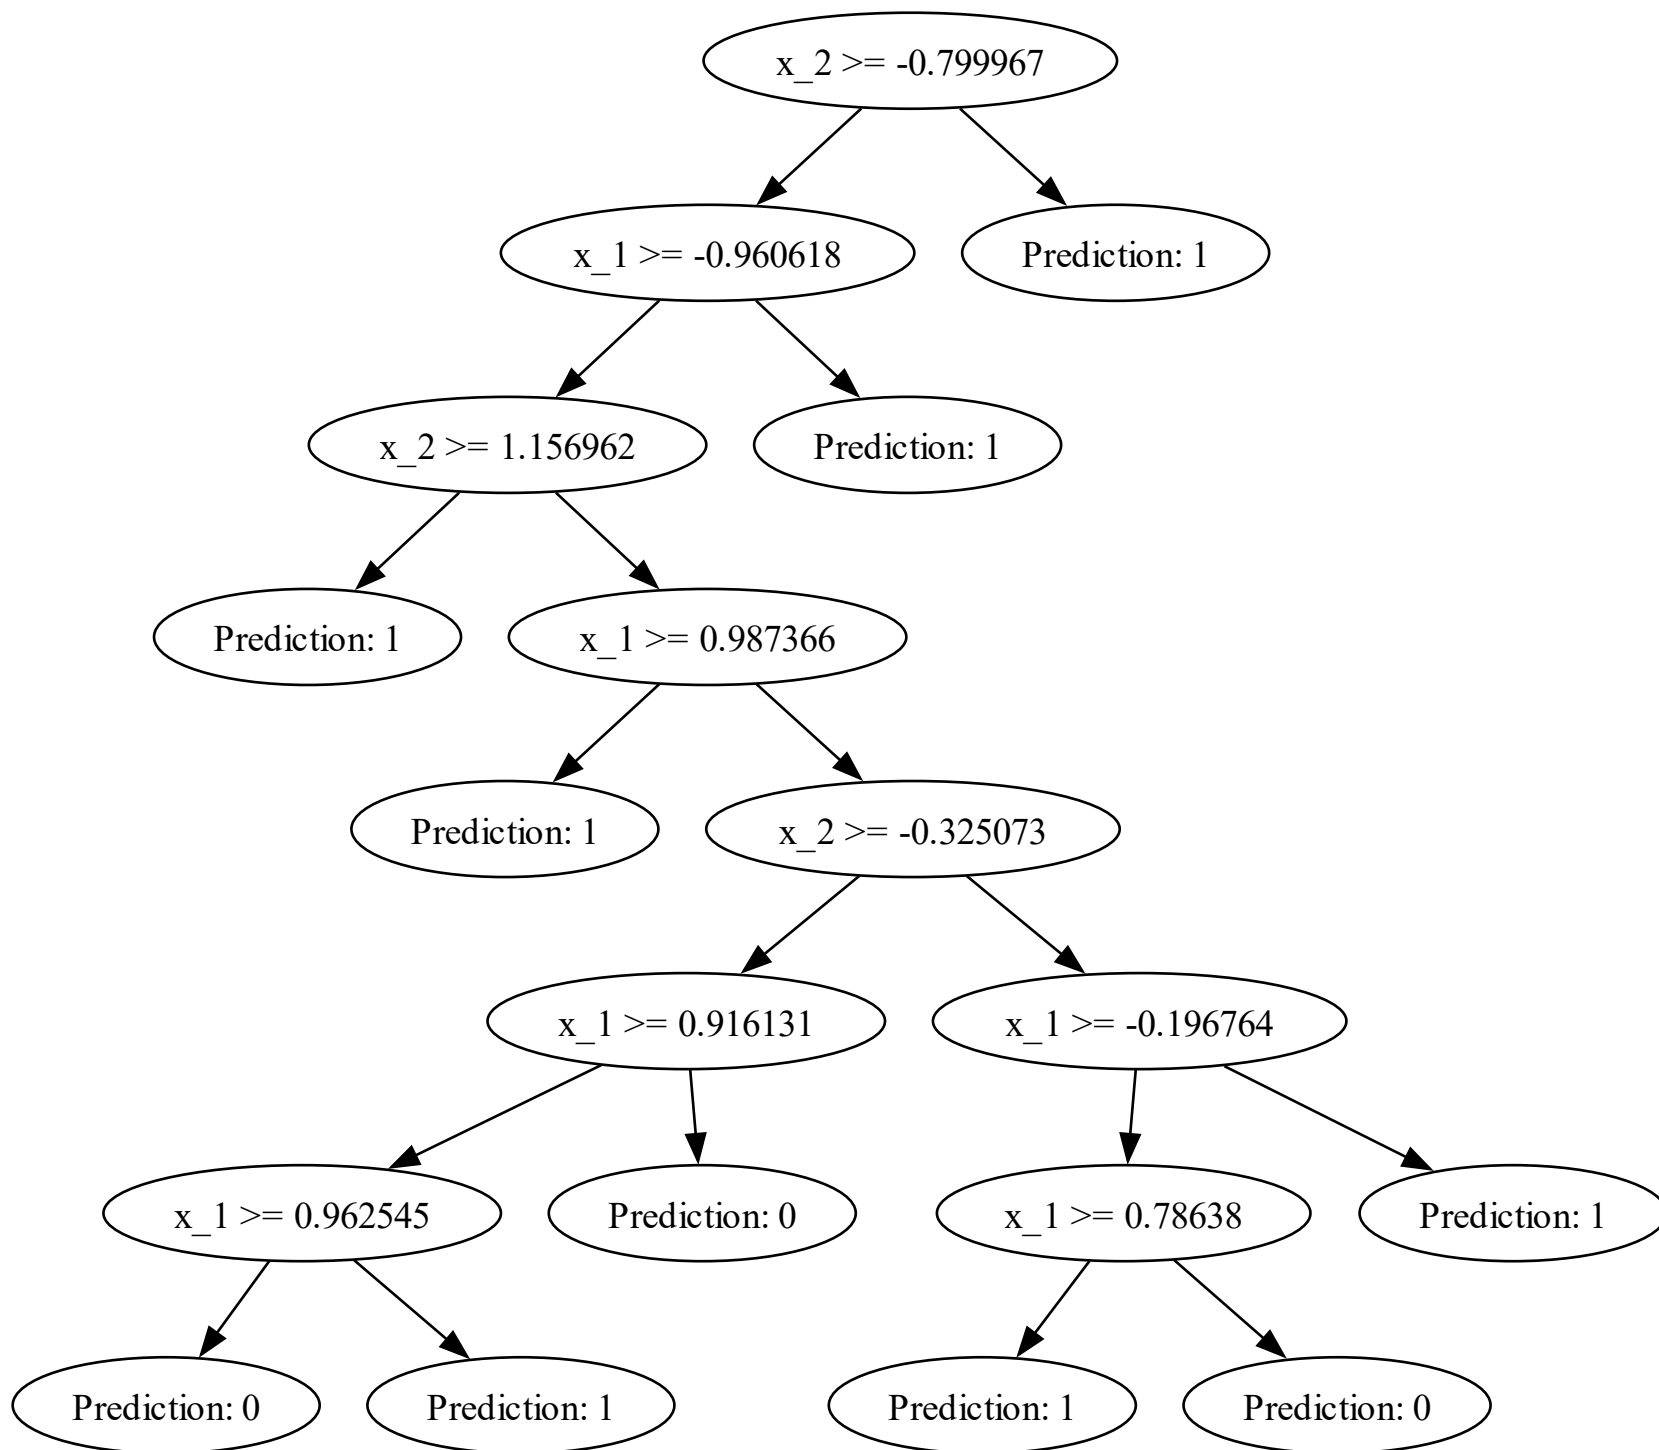 x_2 >= -0.799967
x_1 >= -0.960618
Prediction: 1
x_2 >= 1.156962
Prediction: 1
Prediction: 1
x_1 >= 0.987366
Prediction: 1
x_2 >= -0.325073
x_1 >= 0.916131
x_1 >= -0.196764
x_1 >= 0.962545
Prediction: 0
x_1 >= 0.78638
Prediction: 1
Prediction: 0
Prediction: 1
Prediction: 1
Prediction: 0